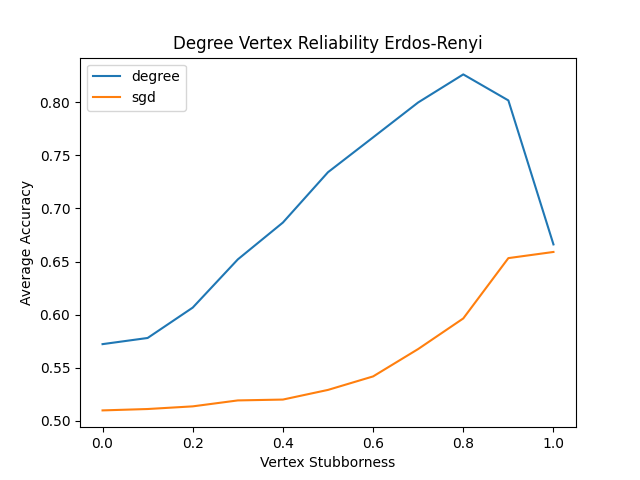 Degree Vertex Reliability Erdos-Renyi
degree
sgd
Average Accuracy
0.80
0.75
0.70
0.65
0.60
0.55
0.50
0.0 0.2 0.4 0.6 0.8 1.0
Vertex Stubborness